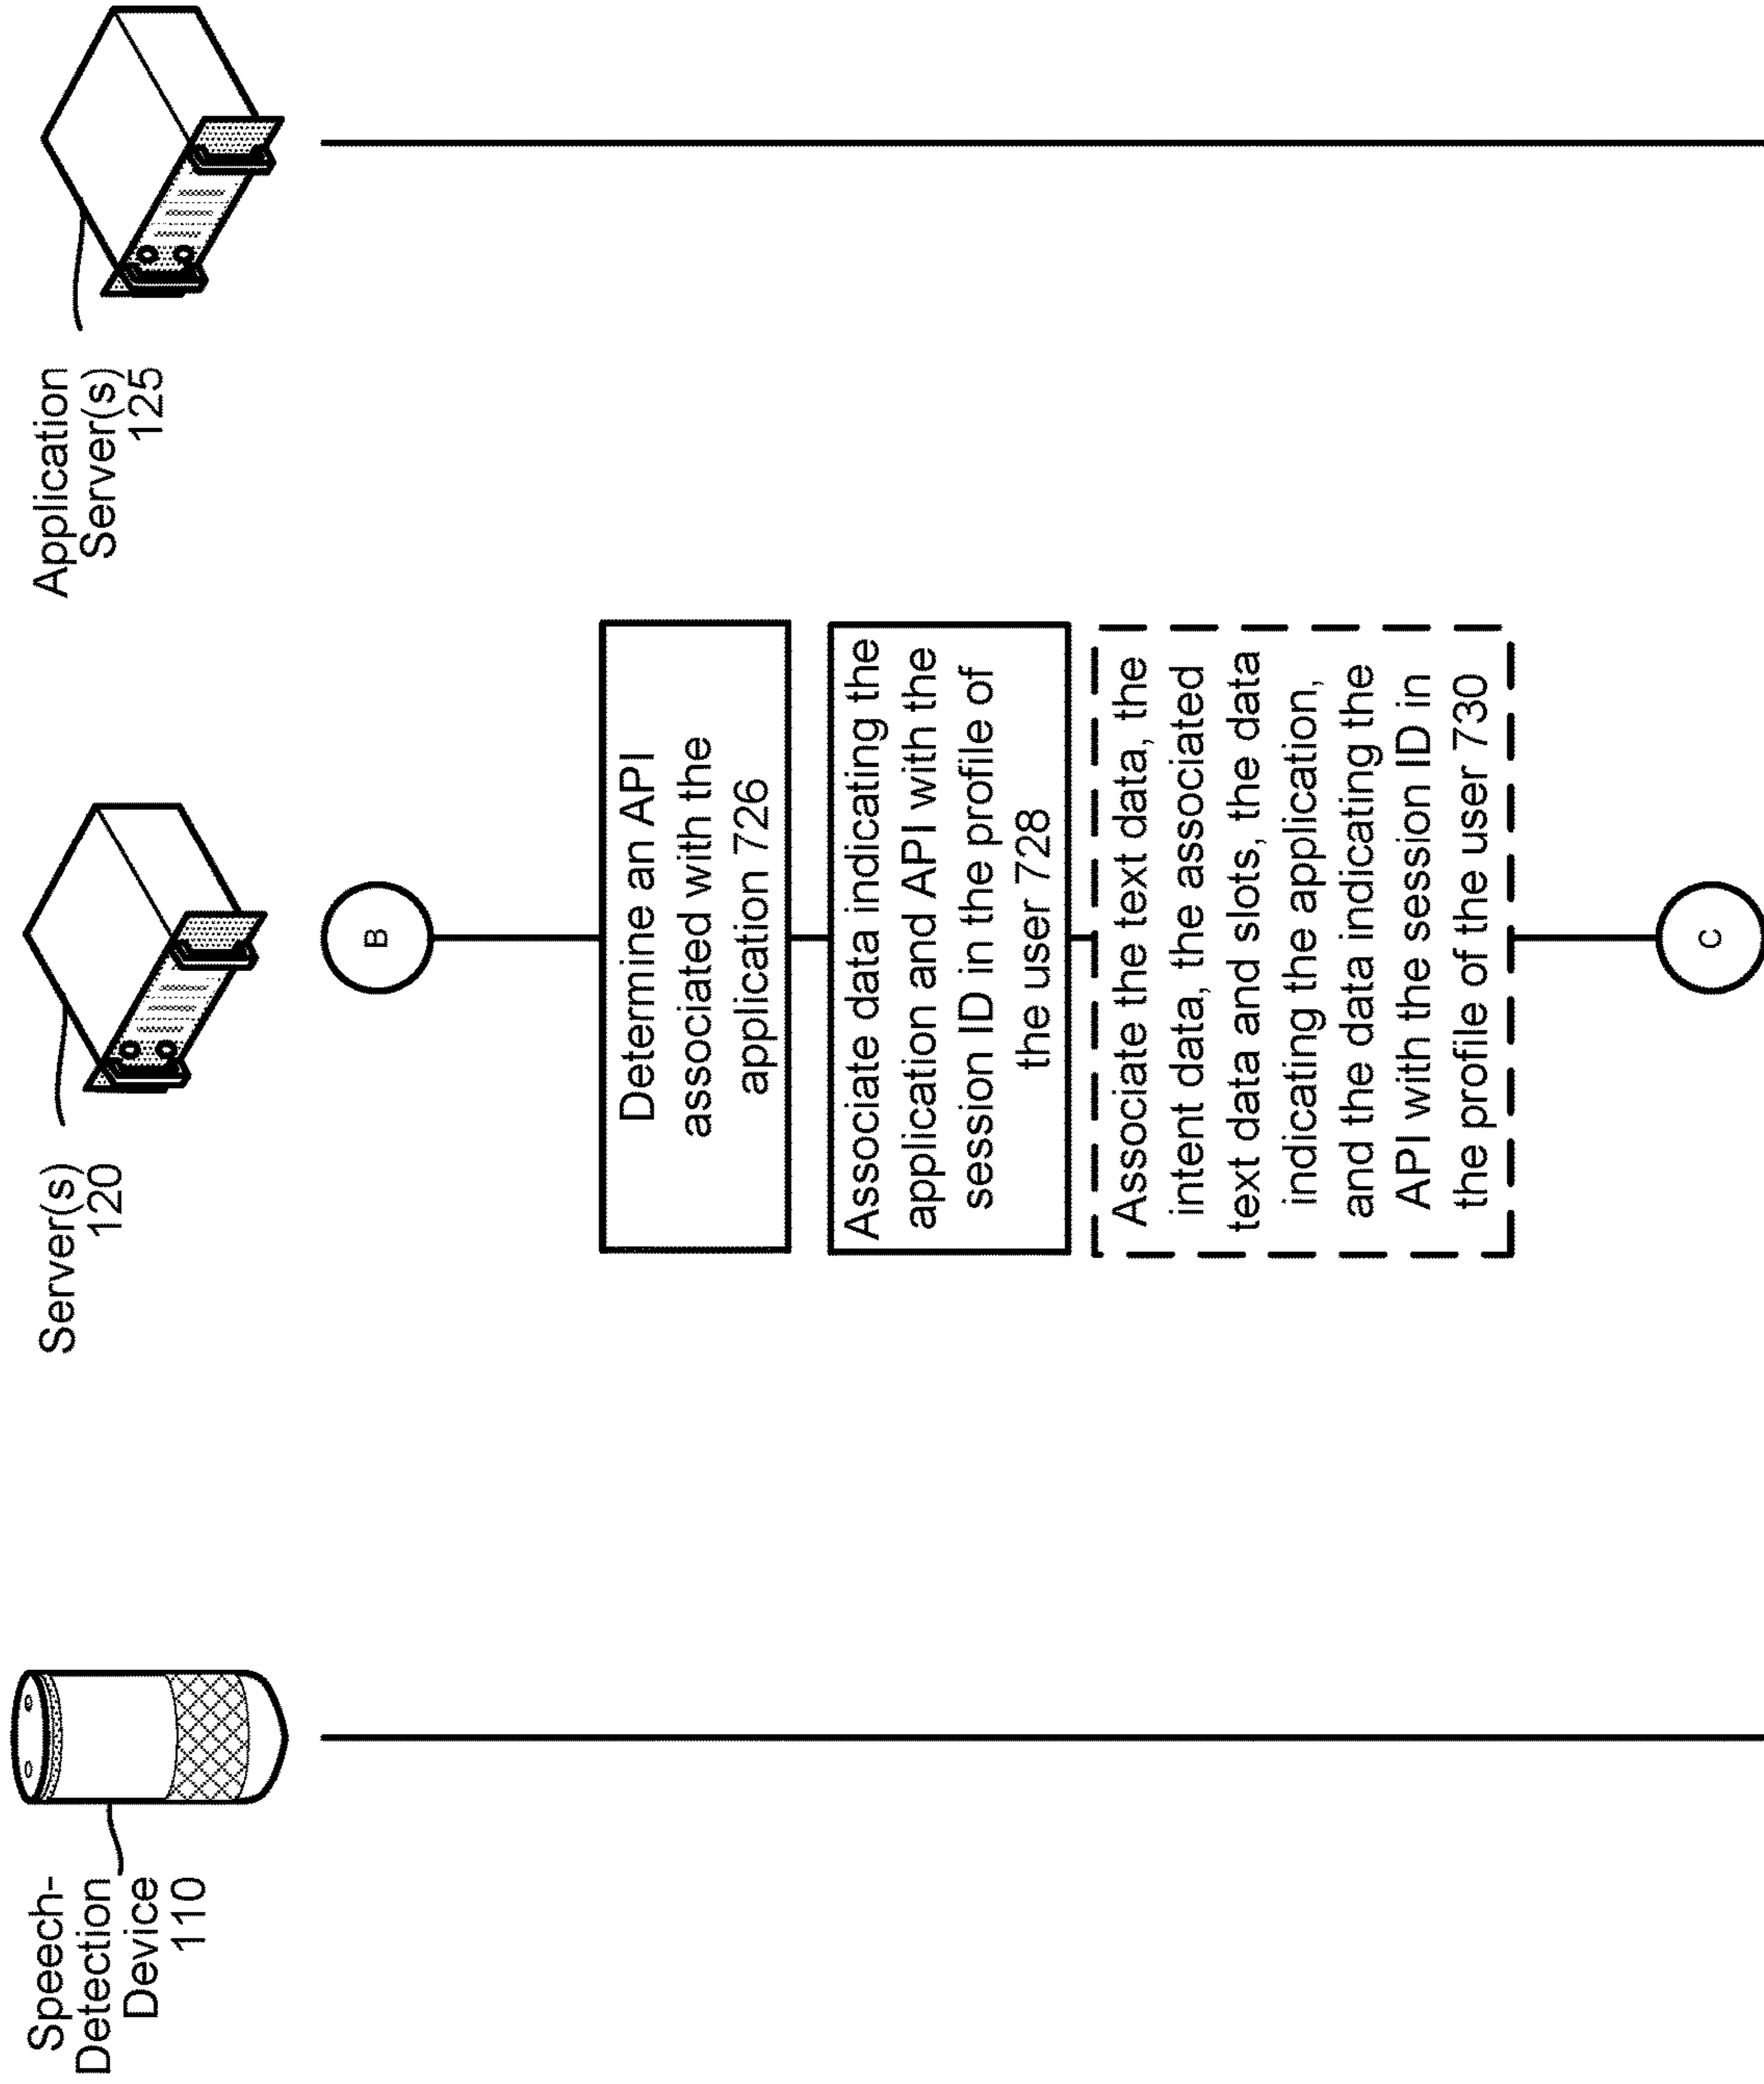 Speech-
Detection
Device
110
Server(s)
120
Application
Server(s)
125
B
Determine an API
associated with the
application 726
Associate data indicating the
application and API with the
session ID in the profile of
the user 728
Associate the text data, the
intent data, the associated
text data and slots, the data
indicating the application,
and the data indicating the
API with the session ID in
the profile of the user 730
C